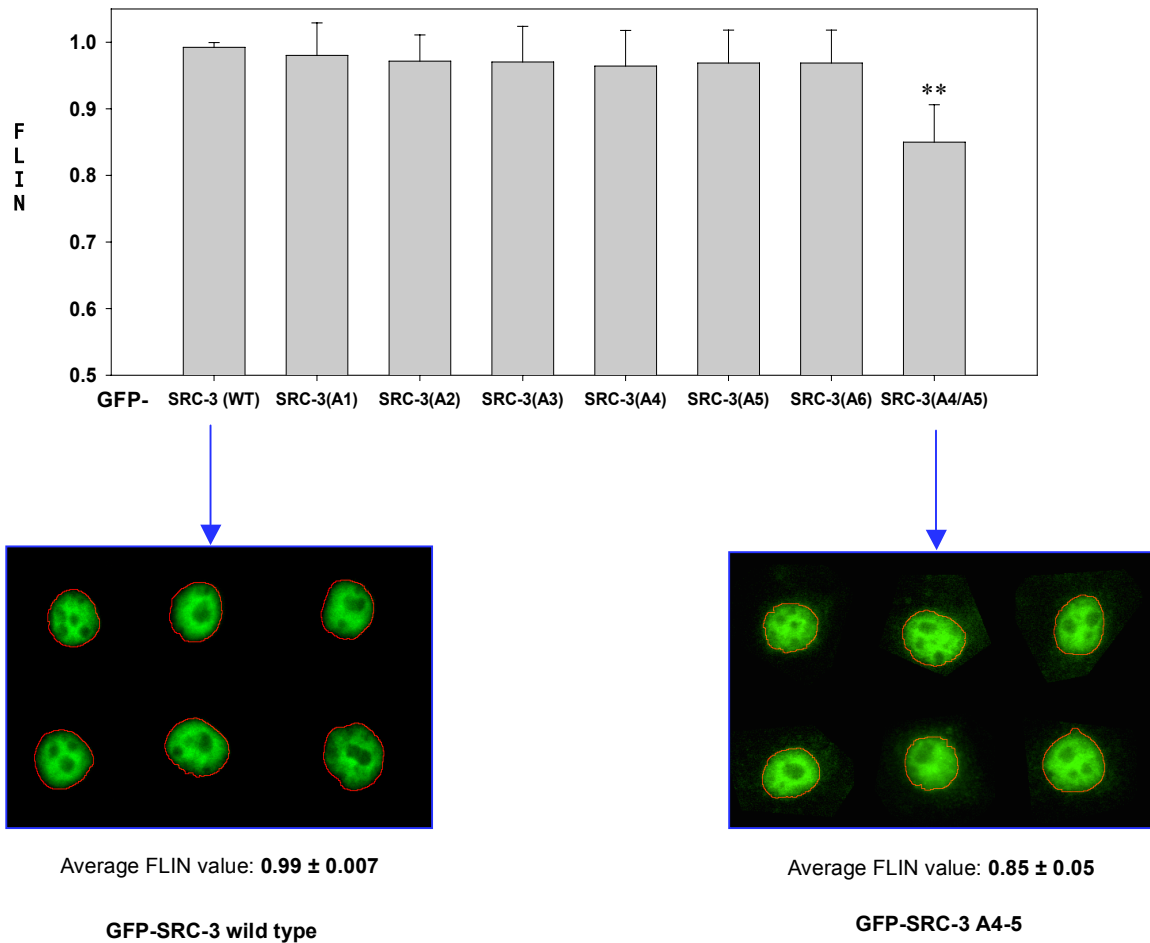 **
1.0
0.9
0.8
0.7
0.6
0.5
F
L
I
N
GFP- SRC-3 (WT) SRC-3(A1) SRC-3(A2) SRC-3(A3) SRC-3(A4) SRC-3(A5) SRC-3(A6) SRC-3(A4/A5)
Average FLIN value: 0.99 ± 0.007
GFP-SRC-3 wild type
Average FLIN value: 0.85 ± 0.05
GFP-SRC-3 A4-5